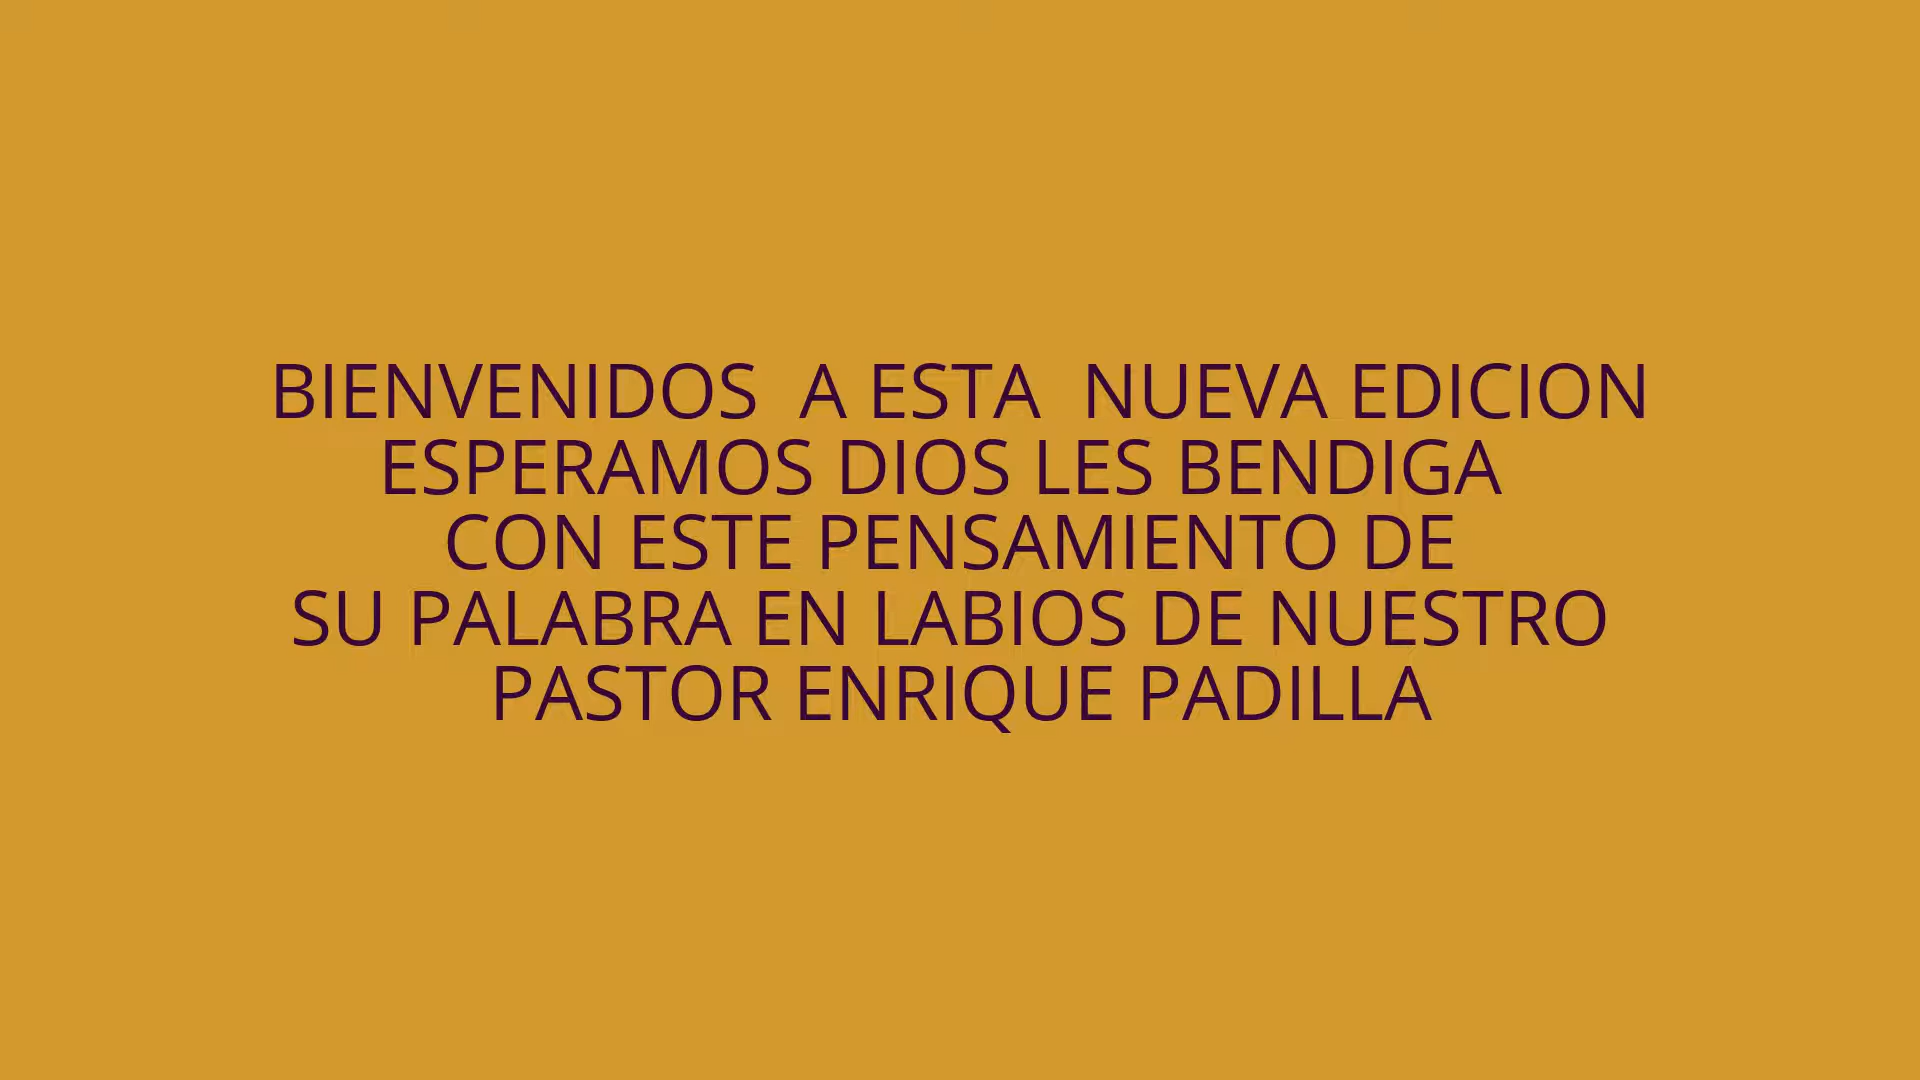 BIENVENIDOS  A ESTA  NUEVA EDICION
ESPERAMOS DIOS LES BENDIGA
CON ESTE PENSAMIENTO DE
SU PALABRA EN LABIOS DE NUESTRO
PASTOR ENRIQUE PADILLA